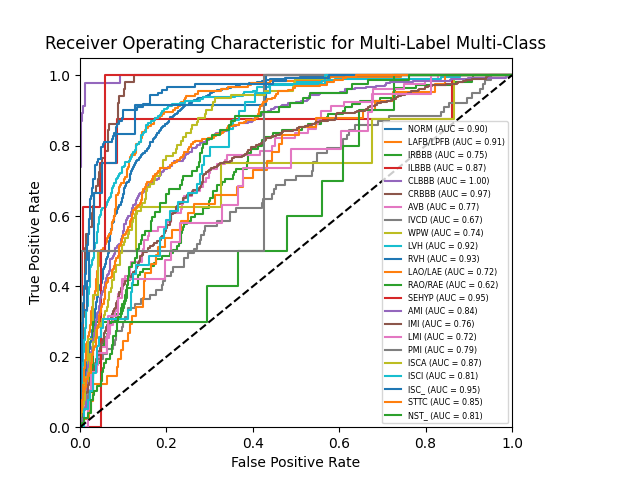 Receiver Operating Characteristic for Multi-Label Multi-Class
1.0
0.8
0.6
0.4
0.2
0.0
True Positive Rate
NORM (AUC = 0.90)
LAFB/LPFB (AUC = 0.91)
IRBBB (AUC = 0.75)
ILBBB (AUC = 0.87)
CLBBB (AUC = 1.00)
CRBBB (AUC = 0.97)
AVB (AUC = 0.77)
IVCD (AUC = 0.67)
WPW (AUC = 0.74)
LVH (AUC = 0.92)
RVH (AUC = 0.93)
LAO/LAE (AUC = 0.72)
RAO/RAE (AUC = 0.62)
SEHYP (AUC = 0.95)
AMI (AUC = 0.84)
IMI (AUC = 0.76)
LMI (AUC = 0.72)
PMI (AUC = 0.79)
ISCA (AUC = 0.87)
ISCI (AUC = 0.81)
ISC_ (AUC = 0.95)
STTC (AUC = 0.85)
NST_ (AUC = 0.81)
0.0 0.2 0.4 0.6 0.8 1.0
False Positive Rate